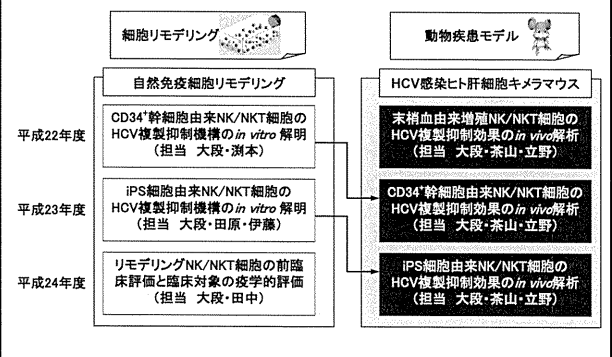 細胞リモデリング
動物疾患モデル
自然免疫細胞リモデリング
HCV感染ヒト肝細胞キメラマウス
平成22年度
CD34⁺幹細胞由来NK/NKT細胞の
HCV複製抑制機構のin vitro 解明
(担当 大段・渕本)
末梢血由来増殖NK/NKT細胞の
HCV複製抑制効果のin vivo解析
(担当 大段・茶山・立野)
平成23年度
iPS細胞由来NK/NKT細胞の
HCV複製抑制機構のin vitro 解明
(担当 大段・田原・伊藤)
CD34⁺幹細胞由来NK/NKT細胞の
HCV複製抑制効果のin vivo解析
(担当 大段・茶山・立野)
平成24年度
リモデリングNK/NKT細胞の前臨
床評価と臨床対象の疫学的評価
(担当 大段・田中)
iPS細胞由来NK/NKT細胞の
HCV複製抑制効果のin vivo解析
(担当 大段・茶山・立野)